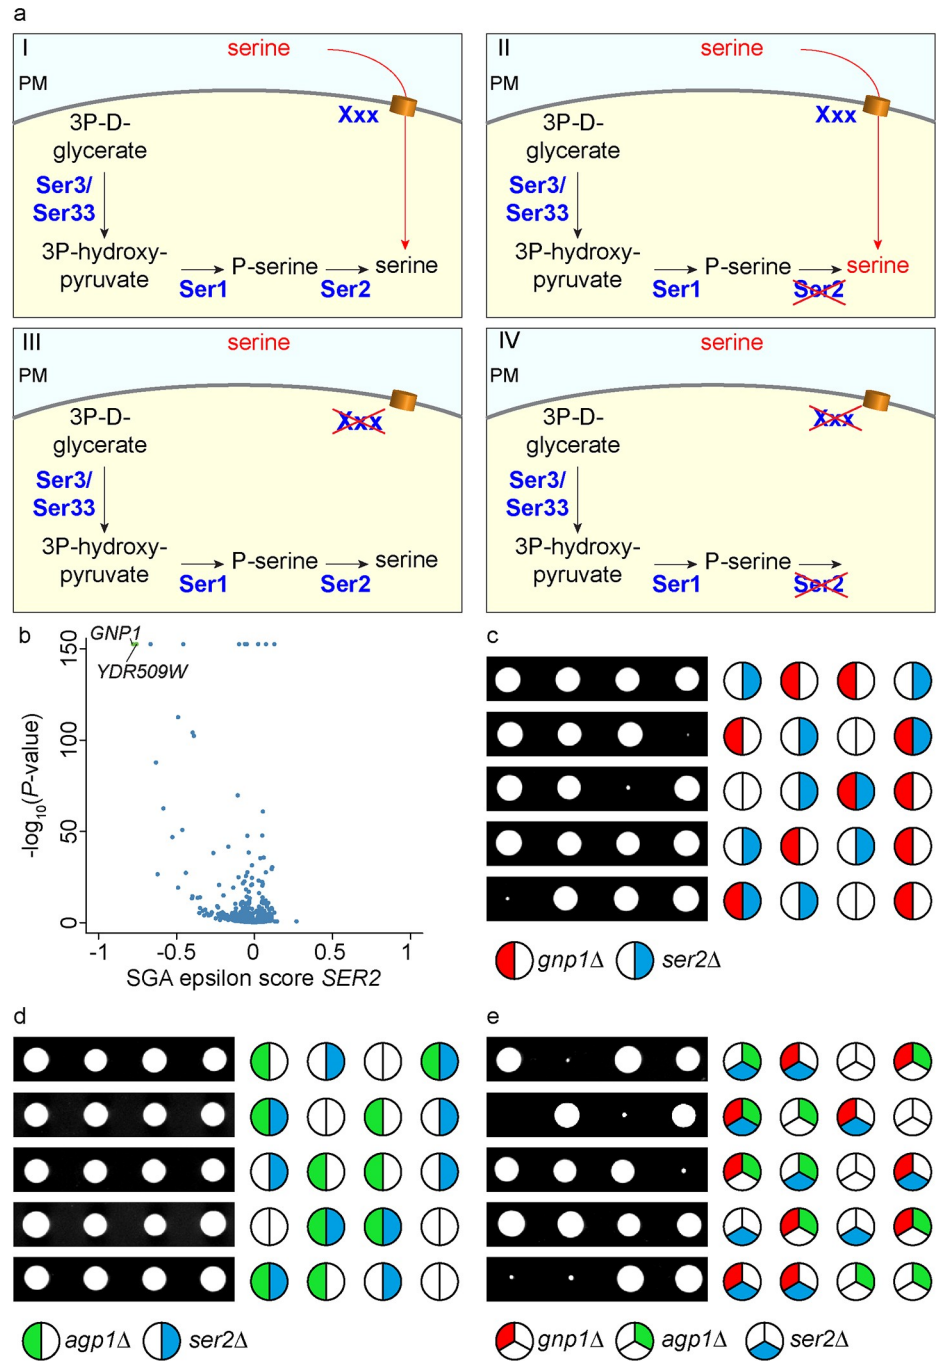 a
I
serine
PM
Xxx
3P-D-
glycerate
Ser3/
Ser33
3P-hydroxy-
pyruvate
P-serine
serine
Ser1
Ser2
II
serine
PM
Xxx
3P-D-
glycerate
Ser3/
Ser33
3P-hydroxy-
pyruvate
P-serine
serine
Ser1
Ser2
III
serine
PM
Xxx
3P-D-
glycerate
Ser3/
Ser33
3P-hydroxy-
pyruvate
P-serine
serine
Ser1
Ser2
IV
serine
PM
Xxx
3P-D-
glycerate
Ser3/
Ser33
3P-hydroxy-
pyruvate
P-serine
Ser1
Ser2
b
GNP1
YDR509W
-log10(P-value)
150
100
50
0
-1
-0.5
0
0.5
1
SGA epsilon score SER2
c
gnp1Δ
ser2Δ
d
agp1Δ
ser2Δ
e
gnp1Δ
agp1Δ
ser2Δ